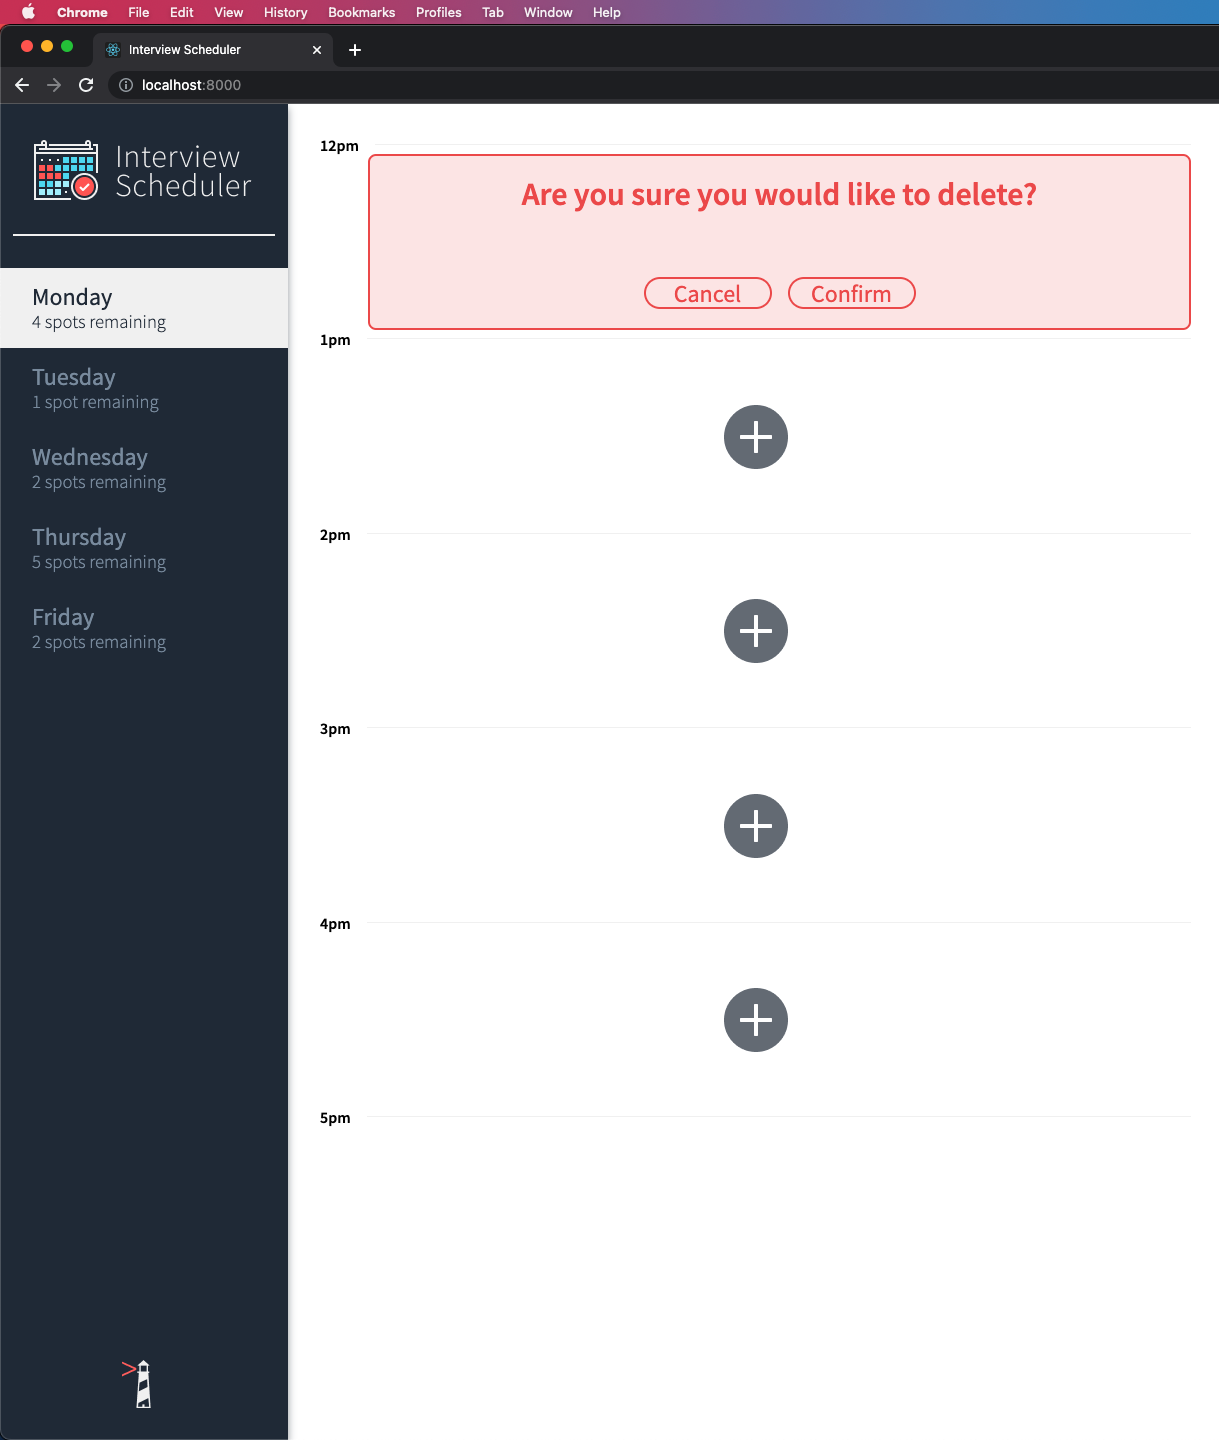 Chrome File Edit View History Bookmarks Profiles Tab Window Help
Interview Scheduler
localhost:8000
Interview
Scheduler
Monday
4 spots remaining
Tuesday
1 spot remaining
Wednesday
2 spots remaining
Thursday
5 spots remaining
Friday
2 spots remaining
12pm
Are you sure you would like to delete?
Cancel Confirm
1pm
2pm
3pm
4pm
5pm